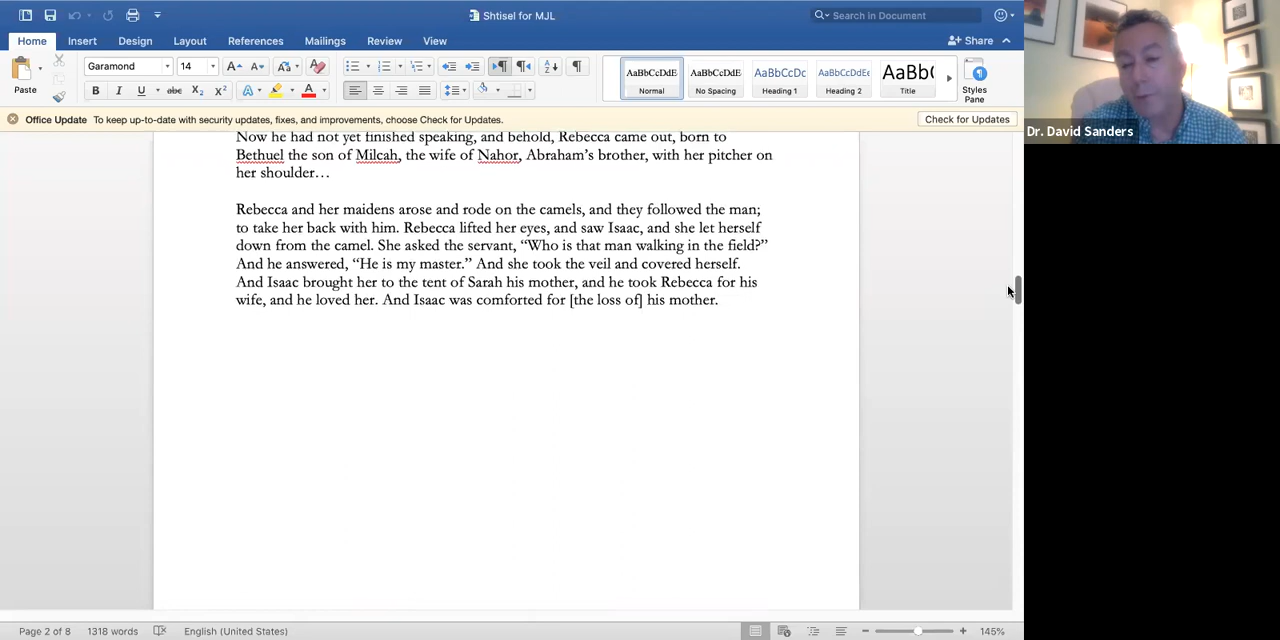 Shtisel for MJL
Search in Document
Home Insert Design Layout References Mailings Review View
Share
Paste
Garamond 14
AaBbCcDdE AaBbCcDdE AaBbCcDc AaBbCcDdEe AaBb(
Normal No Spacing Heading 1 Heading 2 Title
Styles
Pane
Office Update To keep up-to-date with security updates, fixes, and improvements, choose Check for Updates.
Check for Updates
Dr. David Sanders
Now he had not yet finished speaking, and behold, Rebecca came out, born to
Bethuel the son of Milcah, the wife of Nahor, Abraham’s brother, with her pitcher on
her shoulder…
Rebecca and her maidens arose and rode on the camels, and they followed the man;
to take her back with him. Rebecca lifted her eyes, and saw Isaac, and she let herself
down from the camel. She asked the servant, “Who is that man walking in the field?”
And he answered, “He is my master.” And she took the veil and covered herself.
And Isaac brought her to the tent of Sarah his mother, and he took Rebecca for his
wife, and he loved her. And Isaac was comforted for [the loss of] his mother.
Page 2 of 8 1318 words English (United States)
145%